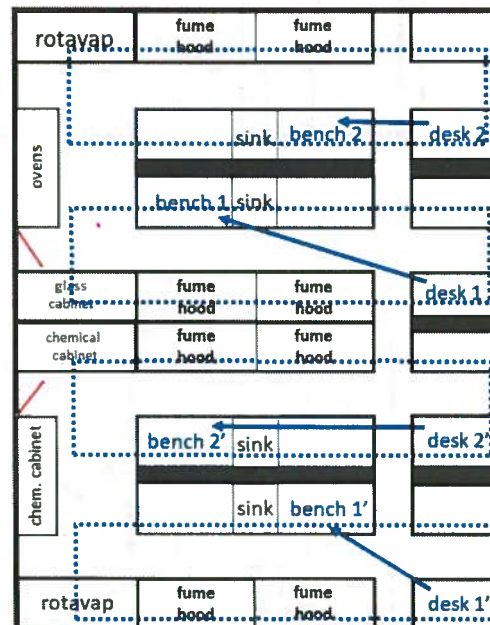 rotavap
fume
hood
fume
hood
ovens
sink
bench 2
desk 2
bench 1
sink
glass
cabinet
fume
hood
fume
hood
desk 1
chemical
cabinet
fume
hood
fume
hood
chem. cabinet
bench 2'
sink
desk 2'
sink
bench 1'
rotavap
fume
hood
fume
hood
desk 1'